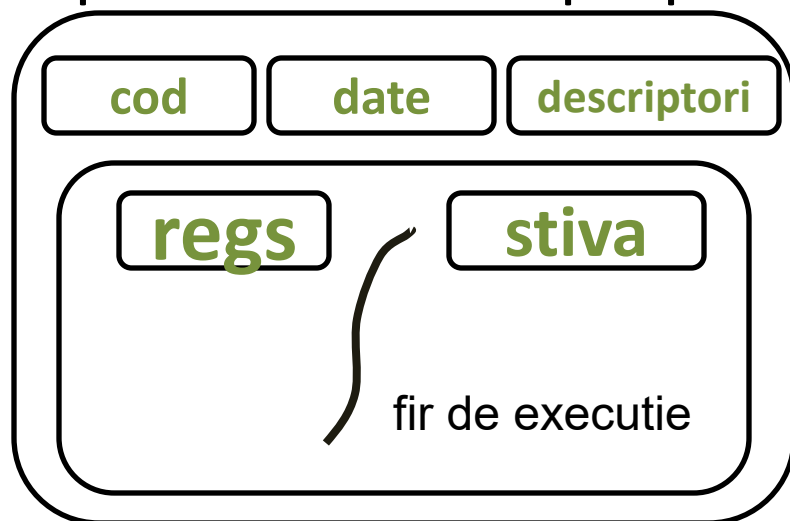 cod date descriptori
regs stiva
fir de executie